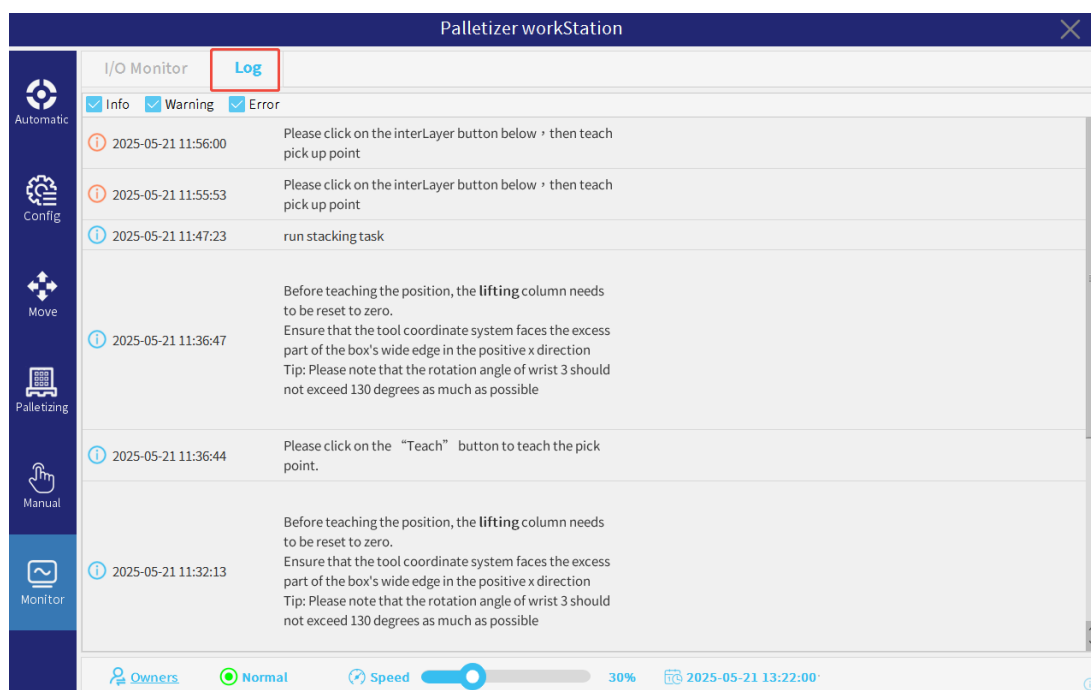 Palletizer workStation
I/O Monitor
Log
Info
Warning
Error
Automatic
2025-05-21 11:56:00
Please click on the interLayer button below，then teach
pick up point
2025-05-21 11:55:53
Please click on the interLayer button below，then teach
pick up point
Config
2025-05-21 11:47:23
run stacking task
Move
2025-05-21 11:36:47
Before teaching the position, the lifting column needs
to be reset to zero.
Ensure that the tool coordinate system faces the excess
part of the box's wide edge in the positive x direction
Tip: Please note that the rotation angle of wrist 3 should
not exceed 130 degrees as much as possible
Palletizing
2025-05-21 11:36:44
Please click on the “Teach” button to teach the pick
point.
Manual
2025-05-21 11:32:13
Before teaching the position, the lifting column needs
to be reset to zero.
Ensure that the tool coordinate system faces the excess
part of the box's wide edge in the positive x direction
Tip: Please note that the rotation angle of wrist 3 should
not exceed 130 degrees as much as possible
Monitor
Owners
Normal
Speed
30%
2025-05-21 13:22:00